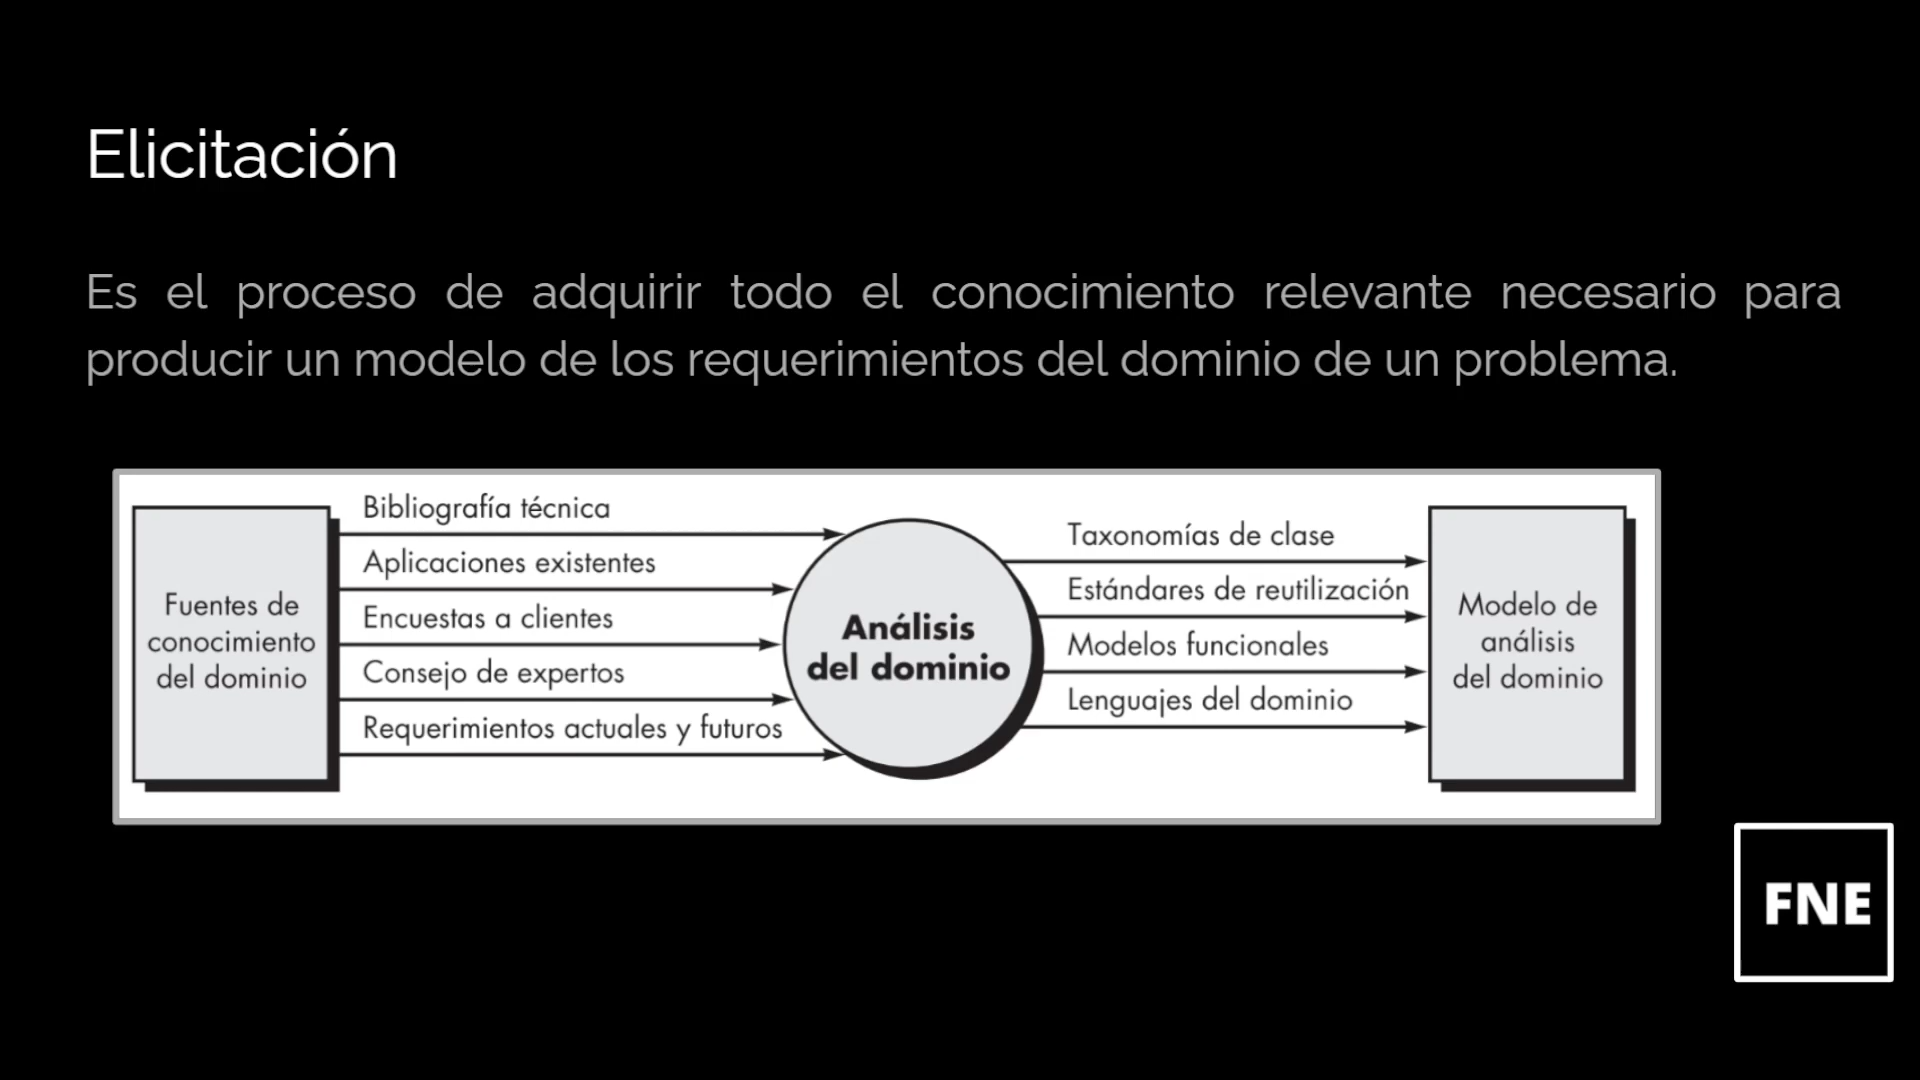 Elicitación
Es el proceso de adquirir todo el conocimiento relevante necesario para
producir un modelo de los requerimientos del dominio de un problema.
Fuentes de
conocimiento
del dominio
Bibliografía técnica
Aplicaciones existentes
Encuestas a clientes
Consejo de expertos
Requerimientos actuales y futuros
Análisis
del dominio
Taxonomías de clase
Estándares de reutilización
Modelos funcionales
Lenguajes del dominio
Modelo de
análisis
del dominio
FNE